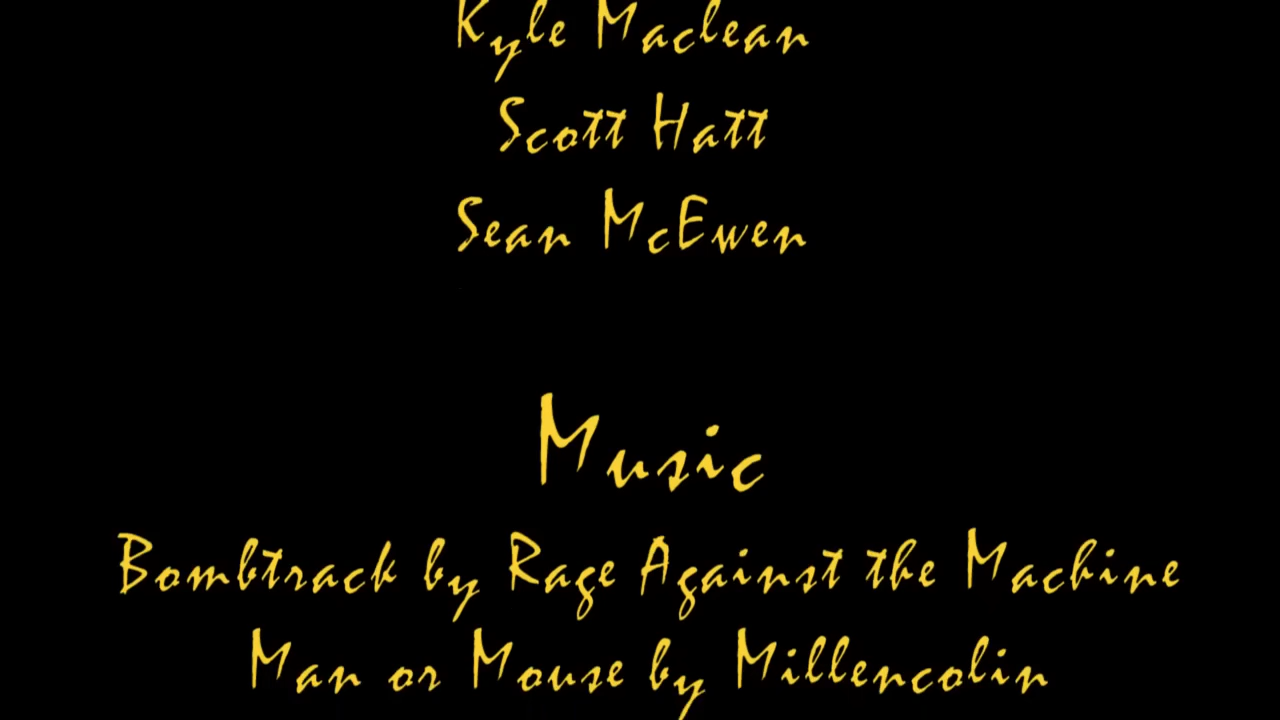 Kyle Maclean
Scott Hatt
Sean McEwen
Music
Bombtrack by Rage Against the Machine
Man or Mouse by Millencolin